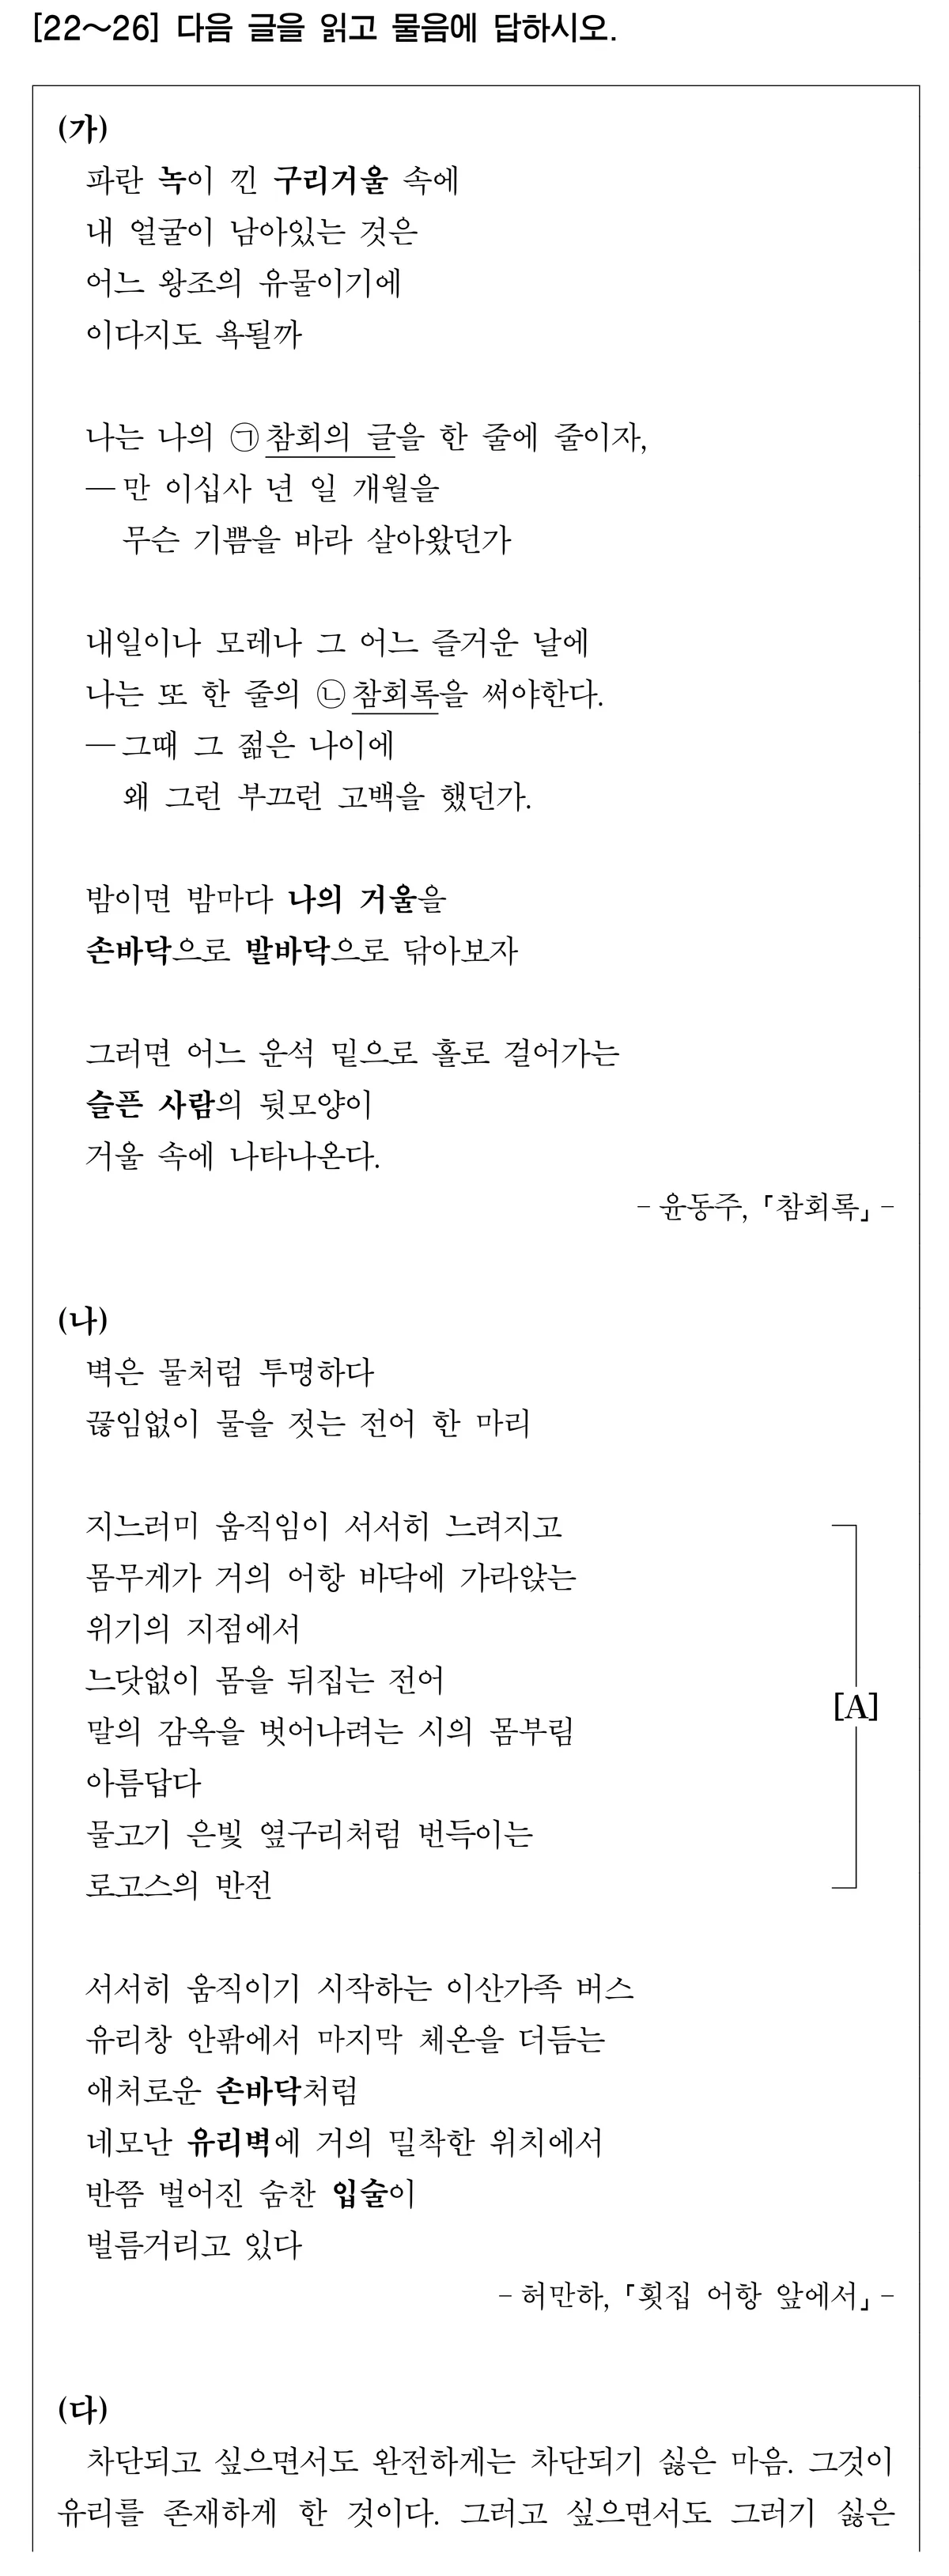 [22～26] 다음 글을 읽고 물음에 답하시오.
(가)
파란 녹이 낀 구리거울 속에
내 얼굴이 남아있는 것은
어느 왕조의 유물이기에
이다지도 욕될까
나는 나의 ㉠참회의 글을 한 줄에 줄이자,
― 만 이십사 년 일 개월을
무슨 기쁨을 바라 살아왔던가
내일이나 모레나 그 어느 즐거운 날에
나는 또 한 줄의 ㉡참회록을 써야한다.
― 그때 그 젊은 나이에
왜 그런 부끄런 고백을 했던가.
밤이면 밤마다 나의 거울을
손바닥으로 발바닥으로 닦아보자
그러면 어느 운석 밑으로 홀로 걸어가는
슬픈 사람의 뒷모양이
거울 속에 나타나온다.
- 윤동주, ｢참회록｣ -
(나)
벽은 물처럼 투명하다
끊임없이 물을 젓는 전어 한 마리
지느러미 움직임이 서서히 느려지고
몸무게가 거의 어항 바닥에 가라앉는
위기의 지점에서
느닷없이 몸을 뒤집는 전어
말의 감옥을 벗어나려는 시의 몸부림
아름답다
물고기 은빛 옆구리처럼 번득이는
로고스의 반전
[A]
서서히 움직이기 시작하는 이산가족 버스
유리창 안팎에서 마지막 체온을 더듬는
애처로운 손바닥처럼
네모난 유리벽에 거의 밀착한 위치에서
반쯤 벌어진 숨찬 입술이
벌름거리고 있다
- 허만하, ｢횟집 어항 앞에서｣ -
(다)
차단되고 싶으면서도 완전하게는 차단되기 싫은 마음. 그것이
유리를 존재하게 한 것이다. 그러고 싶으면서도 그러기 싫은